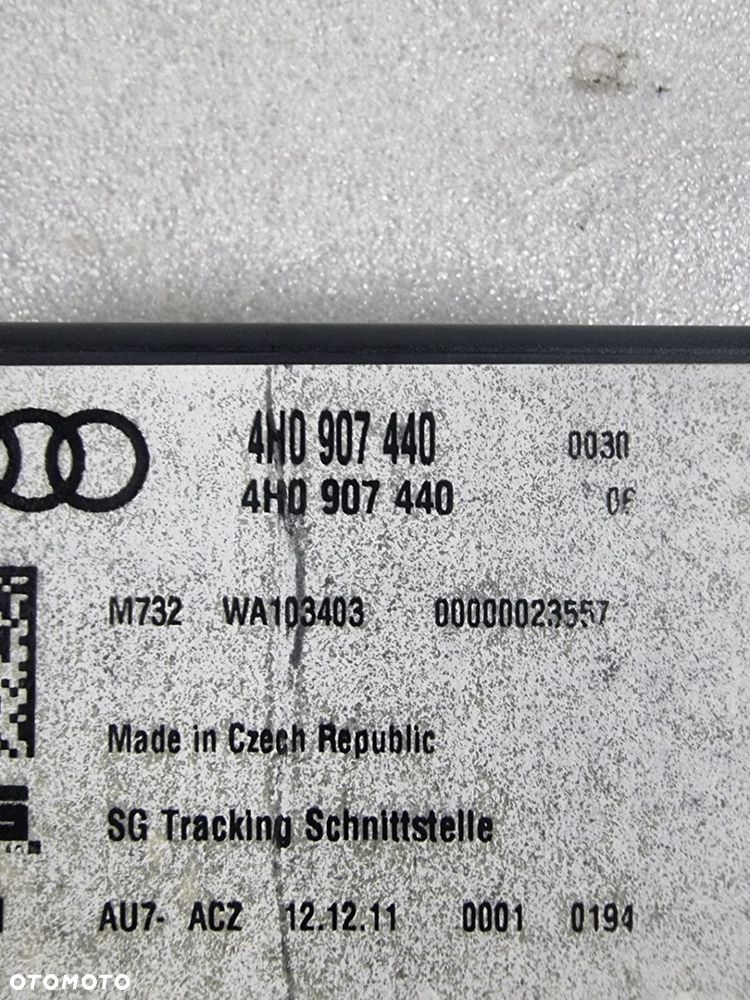 4H0 907 440 0030
4H0 907 440
M732 WA103403 00000023557
Made in Czech Republic
SG Tracking Schnittstelle
AU7- ACZ 12.12.11 0001 0194
OTOMOTO